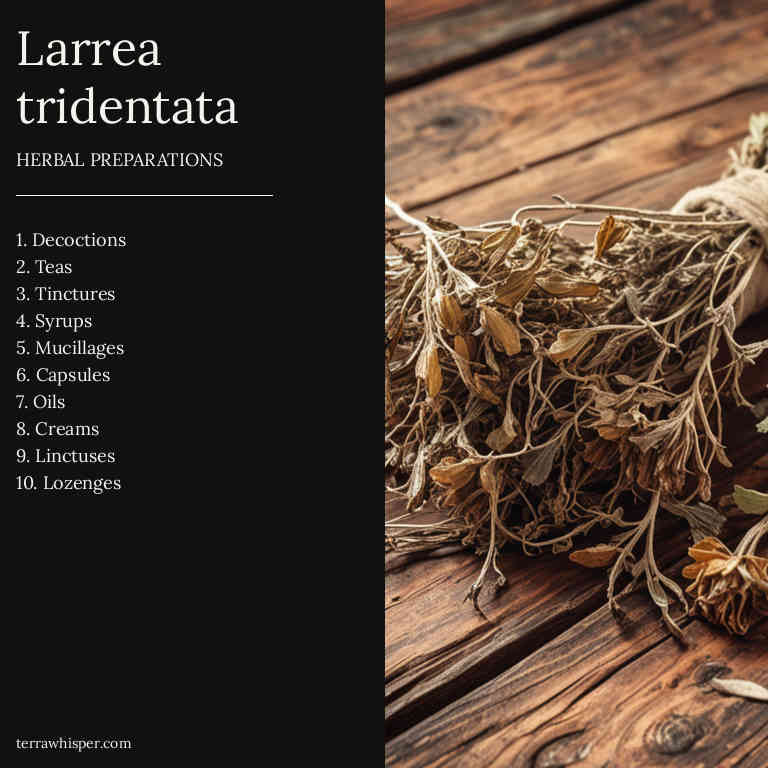 Larrea
tridentata
HERBAL PREPARATIONS
1. Decoctions
2. Teas
3. Tinctures
4. Syrups
5. Mucillages
6. Capsules
7. Oils
8. Creams
9. Linctuses
10. Lozenges
terrawhisper.com